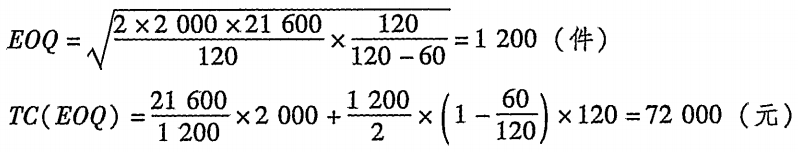 EOQ = √(2×2 000×21 600/120 × 120/(120-60)) = 1 200（件）
TC(EOQ) = 21 600/1 200 ×2 000 + 1 200/2 × (1 - 60/120) ×120 = 72 000（元）